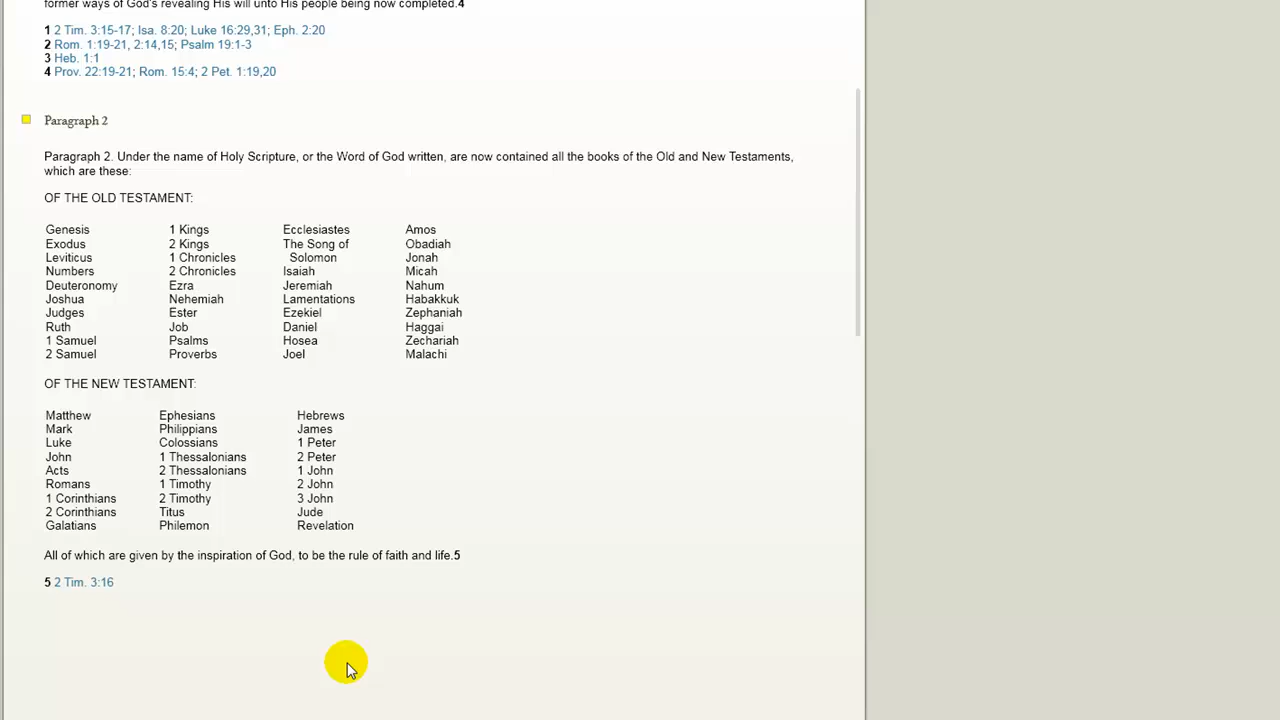 former ways of God's revealing His will unto His people being now completed.4
1 2 Tim. 3:15-17; Isa. 8:20; Luke 16:29,31; Eph. 2:20
2 Rom. 1:19-21, 2:14,15; Psalm 19:1-3
3 Heb. 1:1
4 Prov. 22:19-21; Rom. 15:4; 2 Pet. 1:19,20
Paragraph 2
Paragraph 2. Under the name of Holy Scripture, or the Word of God written, are now contained all the books of the Old and New Testaments,
which are these:
OF THE OLD TESTAMENT:
Genesis 1 Kings Ecclesiastes Amos
Exodus 2 Kings The Song of Obadiah
Leviticus 1 Chronicles Solomon Jonah
Numbers 2 Chronicles Isaiah Micah
Deuteronomy Ezra Jeremiah Nahum
Joshua Nehemiah Lamentations Habakkuk
Judges Ester Ezekiel Zephaniah
Ruth Job Daniel Haggai
1 Samuel Psalms Hosea Zechariah
2 Samuel Proverbs Joel Malachi
OF THE NEW TESTAMENT:
Matthew Ephesians Hebrews
Mark Philippians James
Luke Colossians 1 Peter
John 1 Thessalonians 2 Peter
Acts 2 Thessalonians 1 John
Romans 1 Timothy 2 John
1 Corinthians 2 Timothy 3 John
2 Corinthians Titus Jude
Galatians Philemon Revelation
All of which are given by the inspiration of God, to be the rule of faith and life.5
5 2 Tim. 3:16